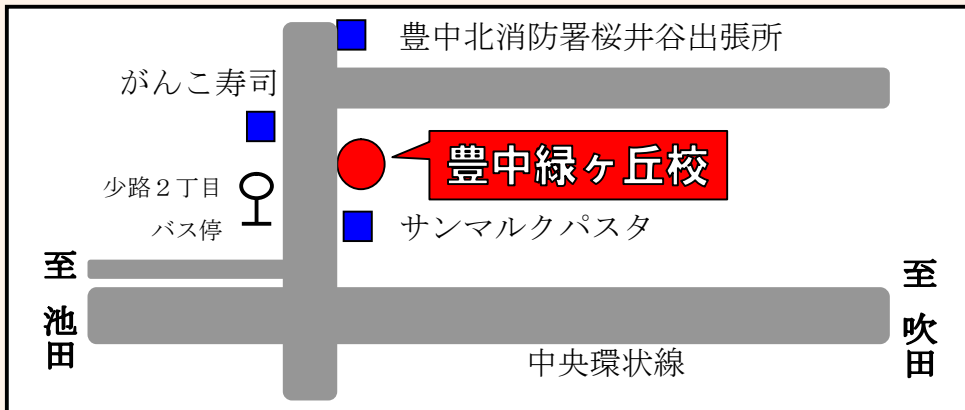 豊中北消防署桜井谷出張所
がんこ寿司
豊中緑ヶ丘校
少路２丁目
バス停
サンマルクパスタ
至池田
至吹田
中央環状線